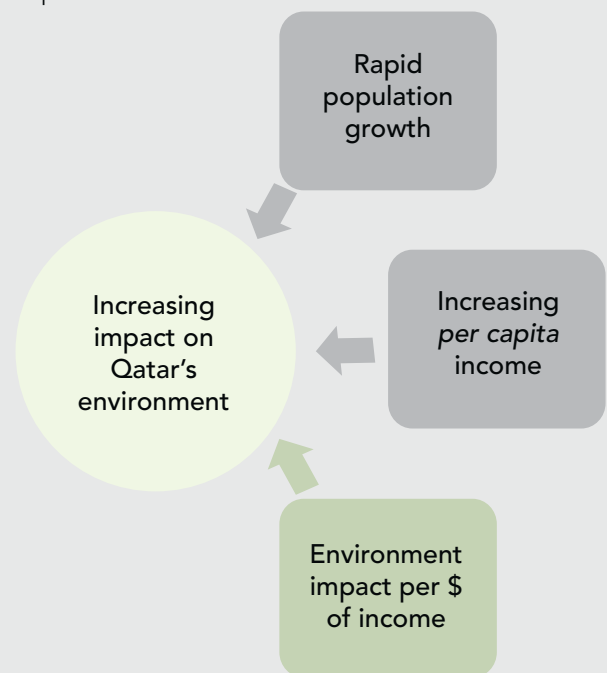 Rapid
population
growth
Increasing
impact on
Qatar's
environment
Increasing
per capita
income
Environment
impact per $
of income